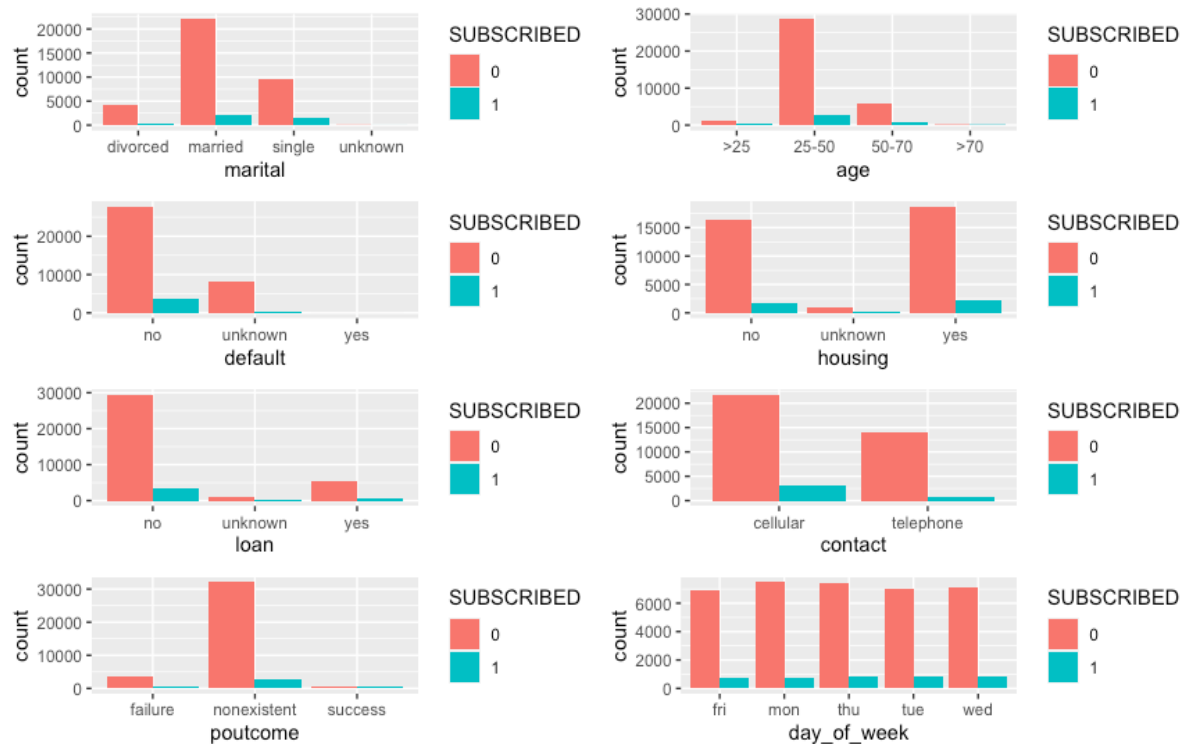 count
20000
15000
10000
5000
0
divorced married single unknown
marital
SUBSCRIBED
0
1
count
30000
20000
10000
0
>25 25-50 50-70 >70
age
SUBSCRIBED
0
1
count
20000
10000
0
no unknown yes
default
SUBSCRIBED
0
1
count
15000
10000
5000
0
no unknown yes
housing
SUBSCRIBED
0
1
count
30000
20000
10000
0
no unknown yes
loan
SUBSCRIBED
0
1
count
20000
15000
10000
5000
0
cellular telephone
contact
SUBSCRIBED
0
1
count
30000
20000
10000
0
failure nonexistent success
poutcome
SUBSCRIBED
0
1
count
6000
4000
2000
0
fri mon thu tue wed
day_of_week
SUBSCRIBED
0
1